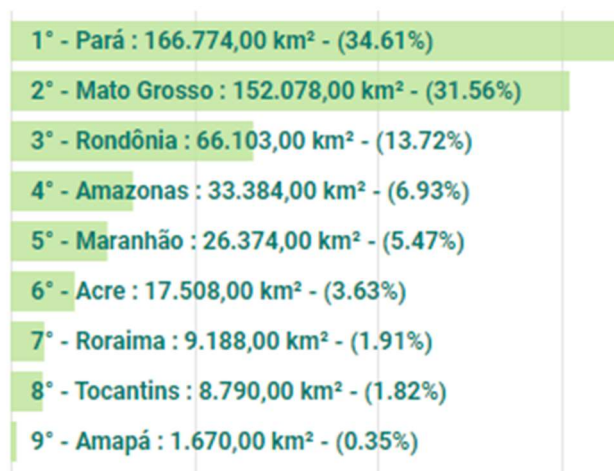 1° - Pará : 166.774,00 km² - (34.61%)
2° - Mato Grosso : 152.078,00 km² - (31.56%)
3° - Rondônia : 66.103,00 km² - (13.72%)
4° - Amazonas : 33.384,00 km² - (6.93%)
5° - Maranhão : 26.374,00 km² - (5.47%)
6° - Acre : 17.508,00 km² - (3.63%)
7° - Roraima : 9.188,00 km² - (1.91%)
8° - Tocantins : 8.790,00 km² - (1.82%)
9° - Amapá : 1.670,00 km² - (0.35%)